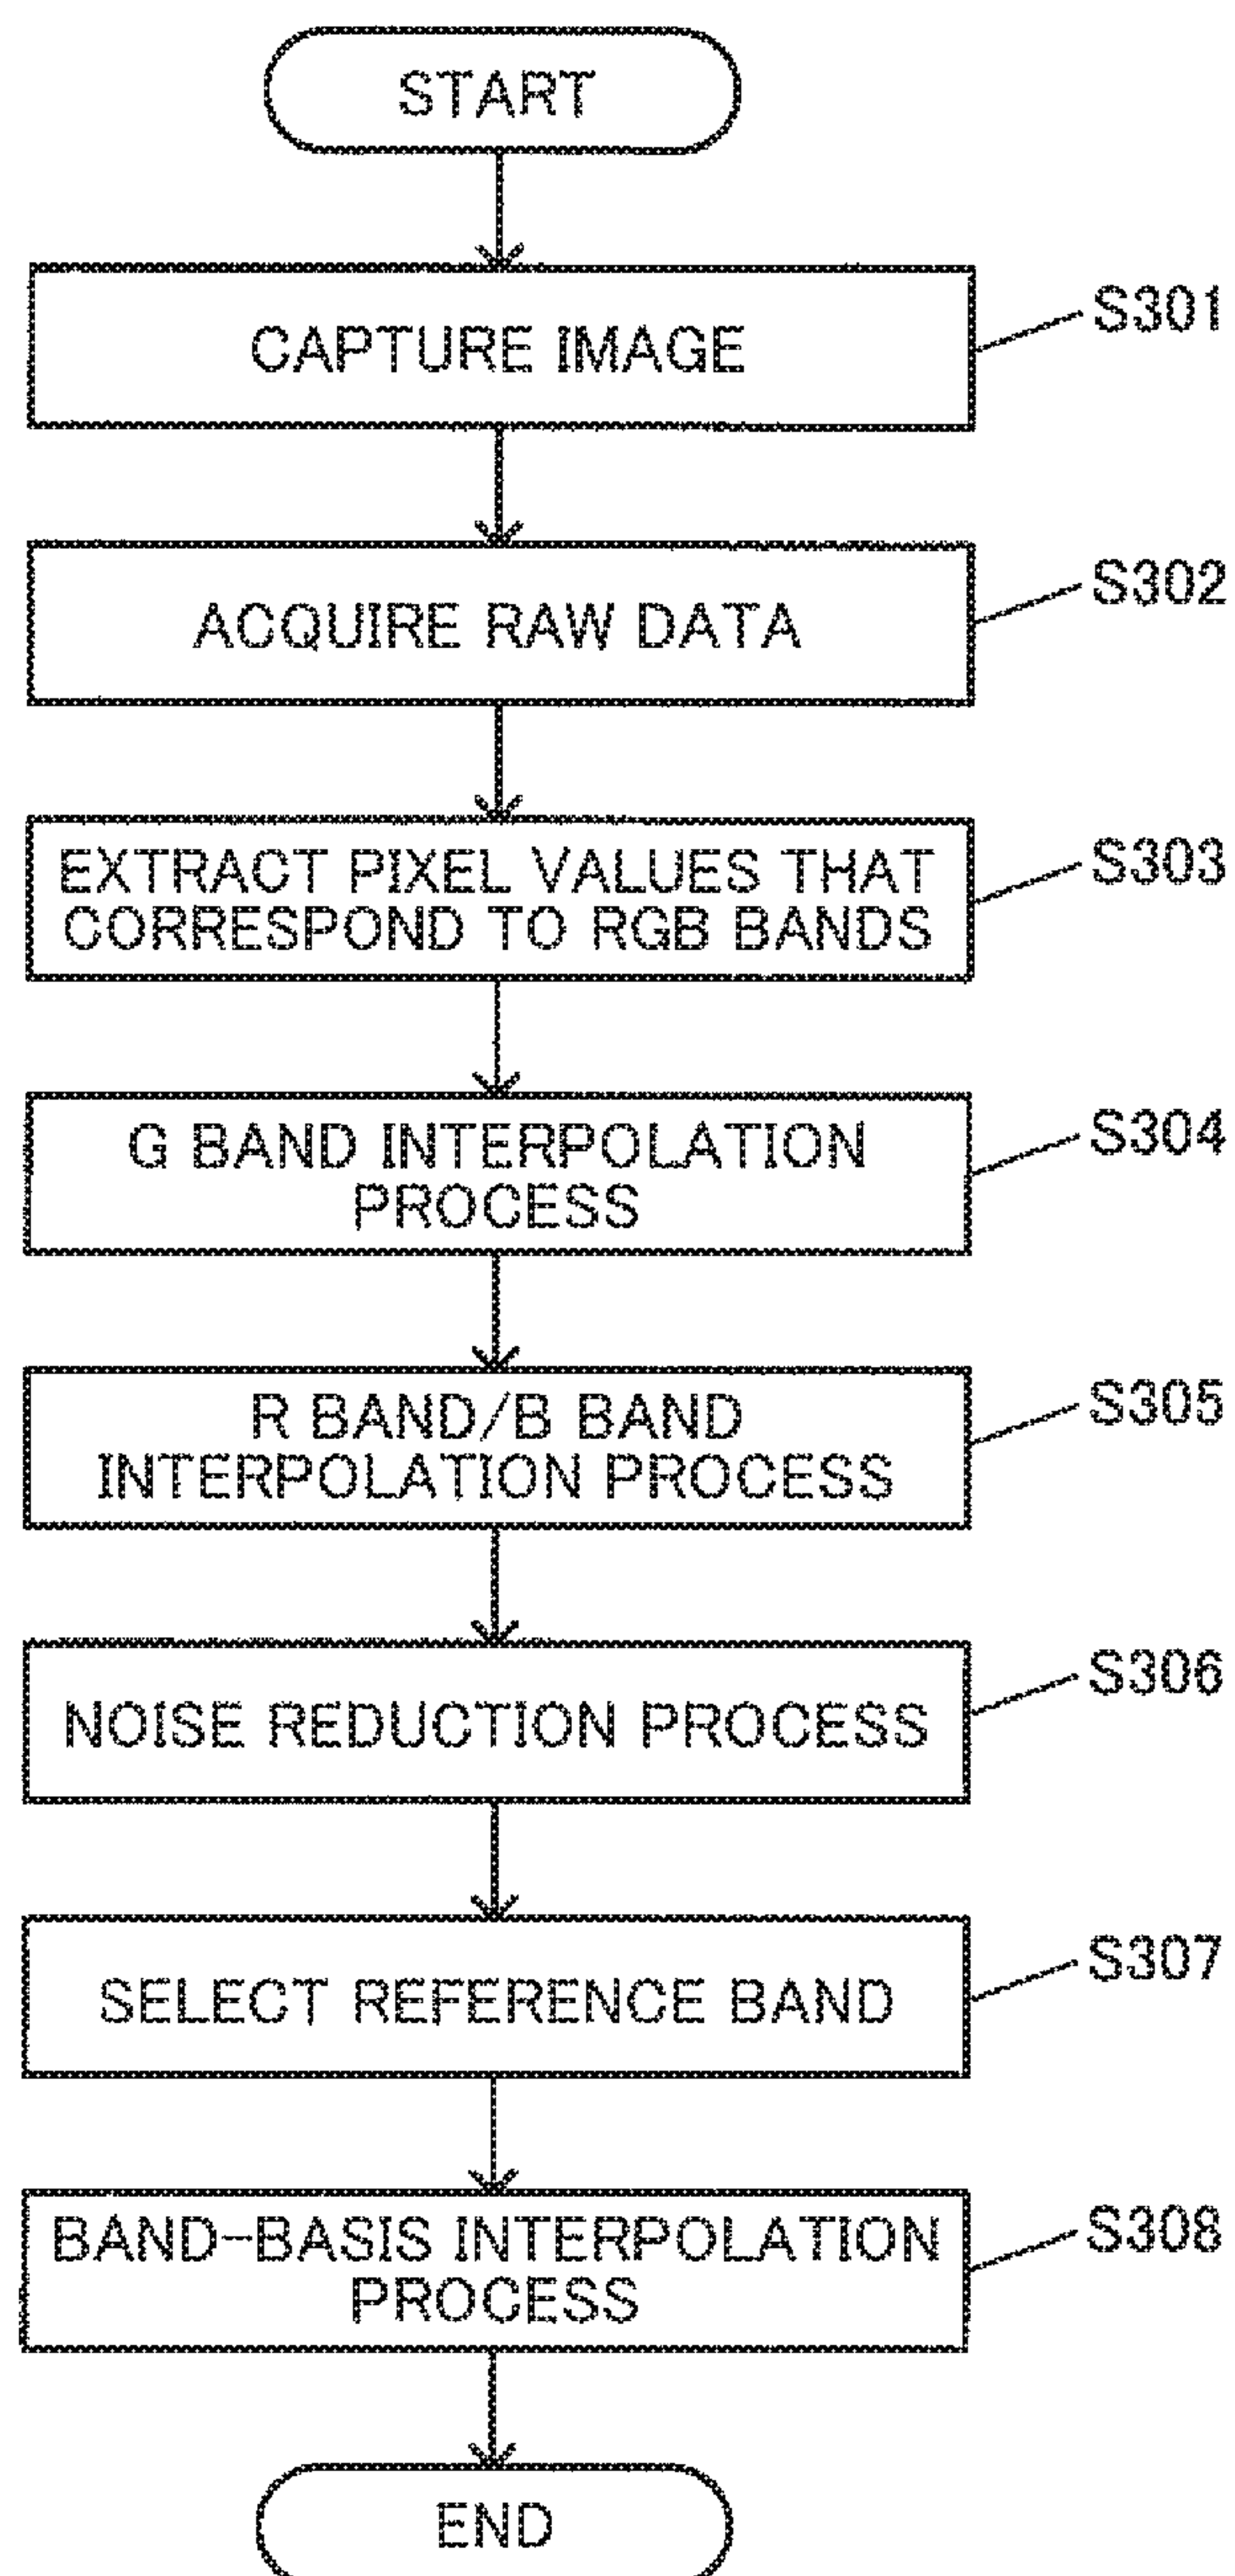 START
CAPTURE IMAGE
S301
ACQUIRE RAW DATA
S302
EXTRACT PIXEL VALUES THAT
CORRESPOND TO RGB BANDS
S303
G BAND INTERPOLATION
PROCESS
S304
R BAND/B BAND
INTERPOLATION PROCESS
S305
NOISE REDUCTION PROCESS
S306
SELECT REFERENCE BAND
S307
BAND-BASIS INTERPOLATION
PROCESS
S308
END